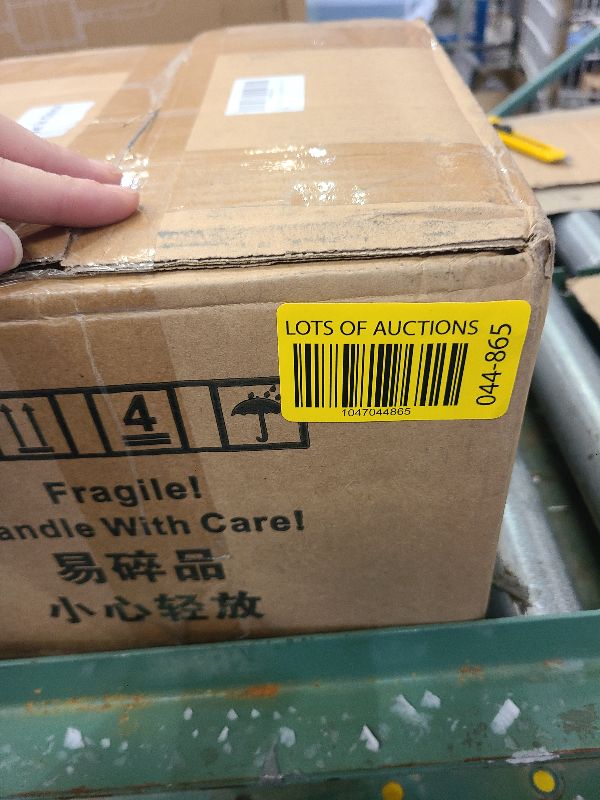 LOTS OF AUCTIONS
1047044865
044-865
4
Fragile!
andle With Care!
易碎品
小心轻放